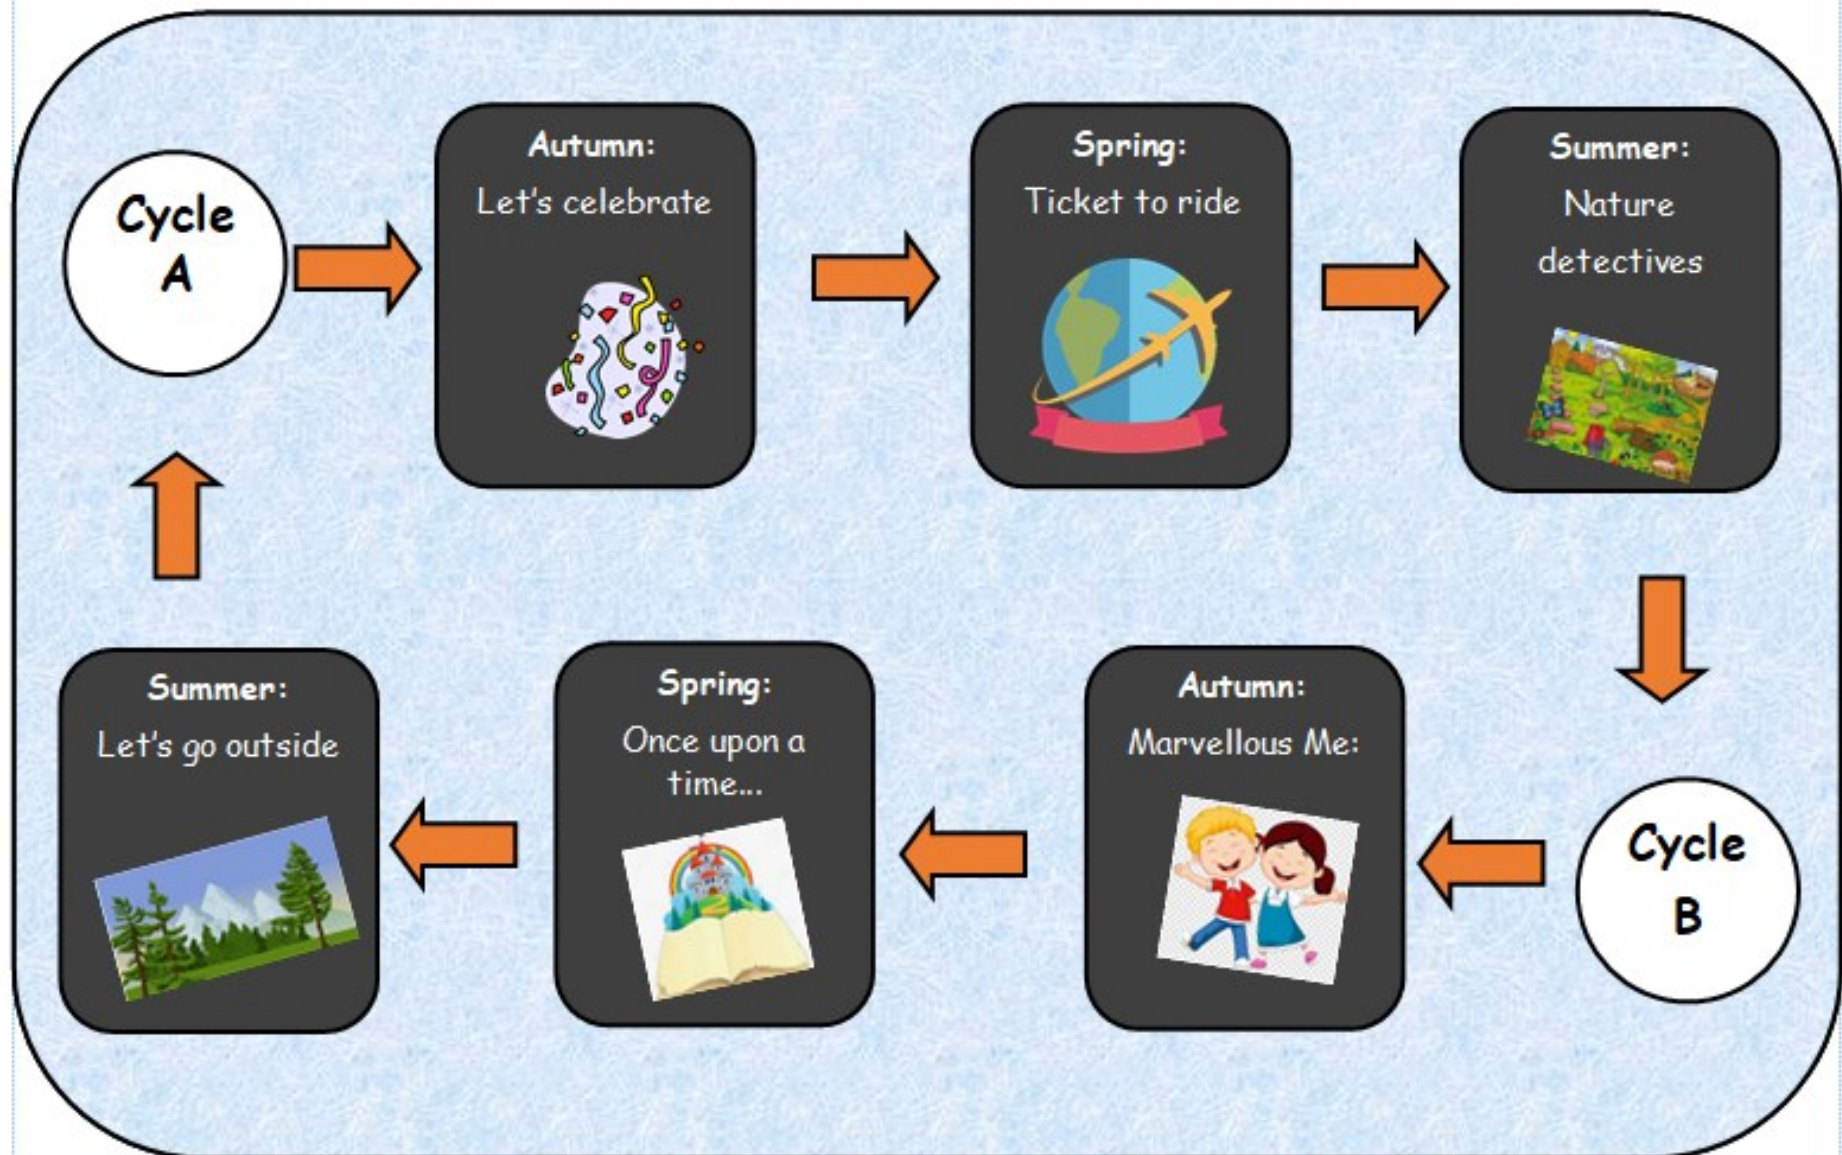 Cycle
A
Autumn:
Let's celebrate
Spring:
Ticket to ride
Summer:
Nature
detectives
Cycle
B
Autumn:
Marvellous Me:
Spring:
Once upon a
time...
Summer:
Let's go outside